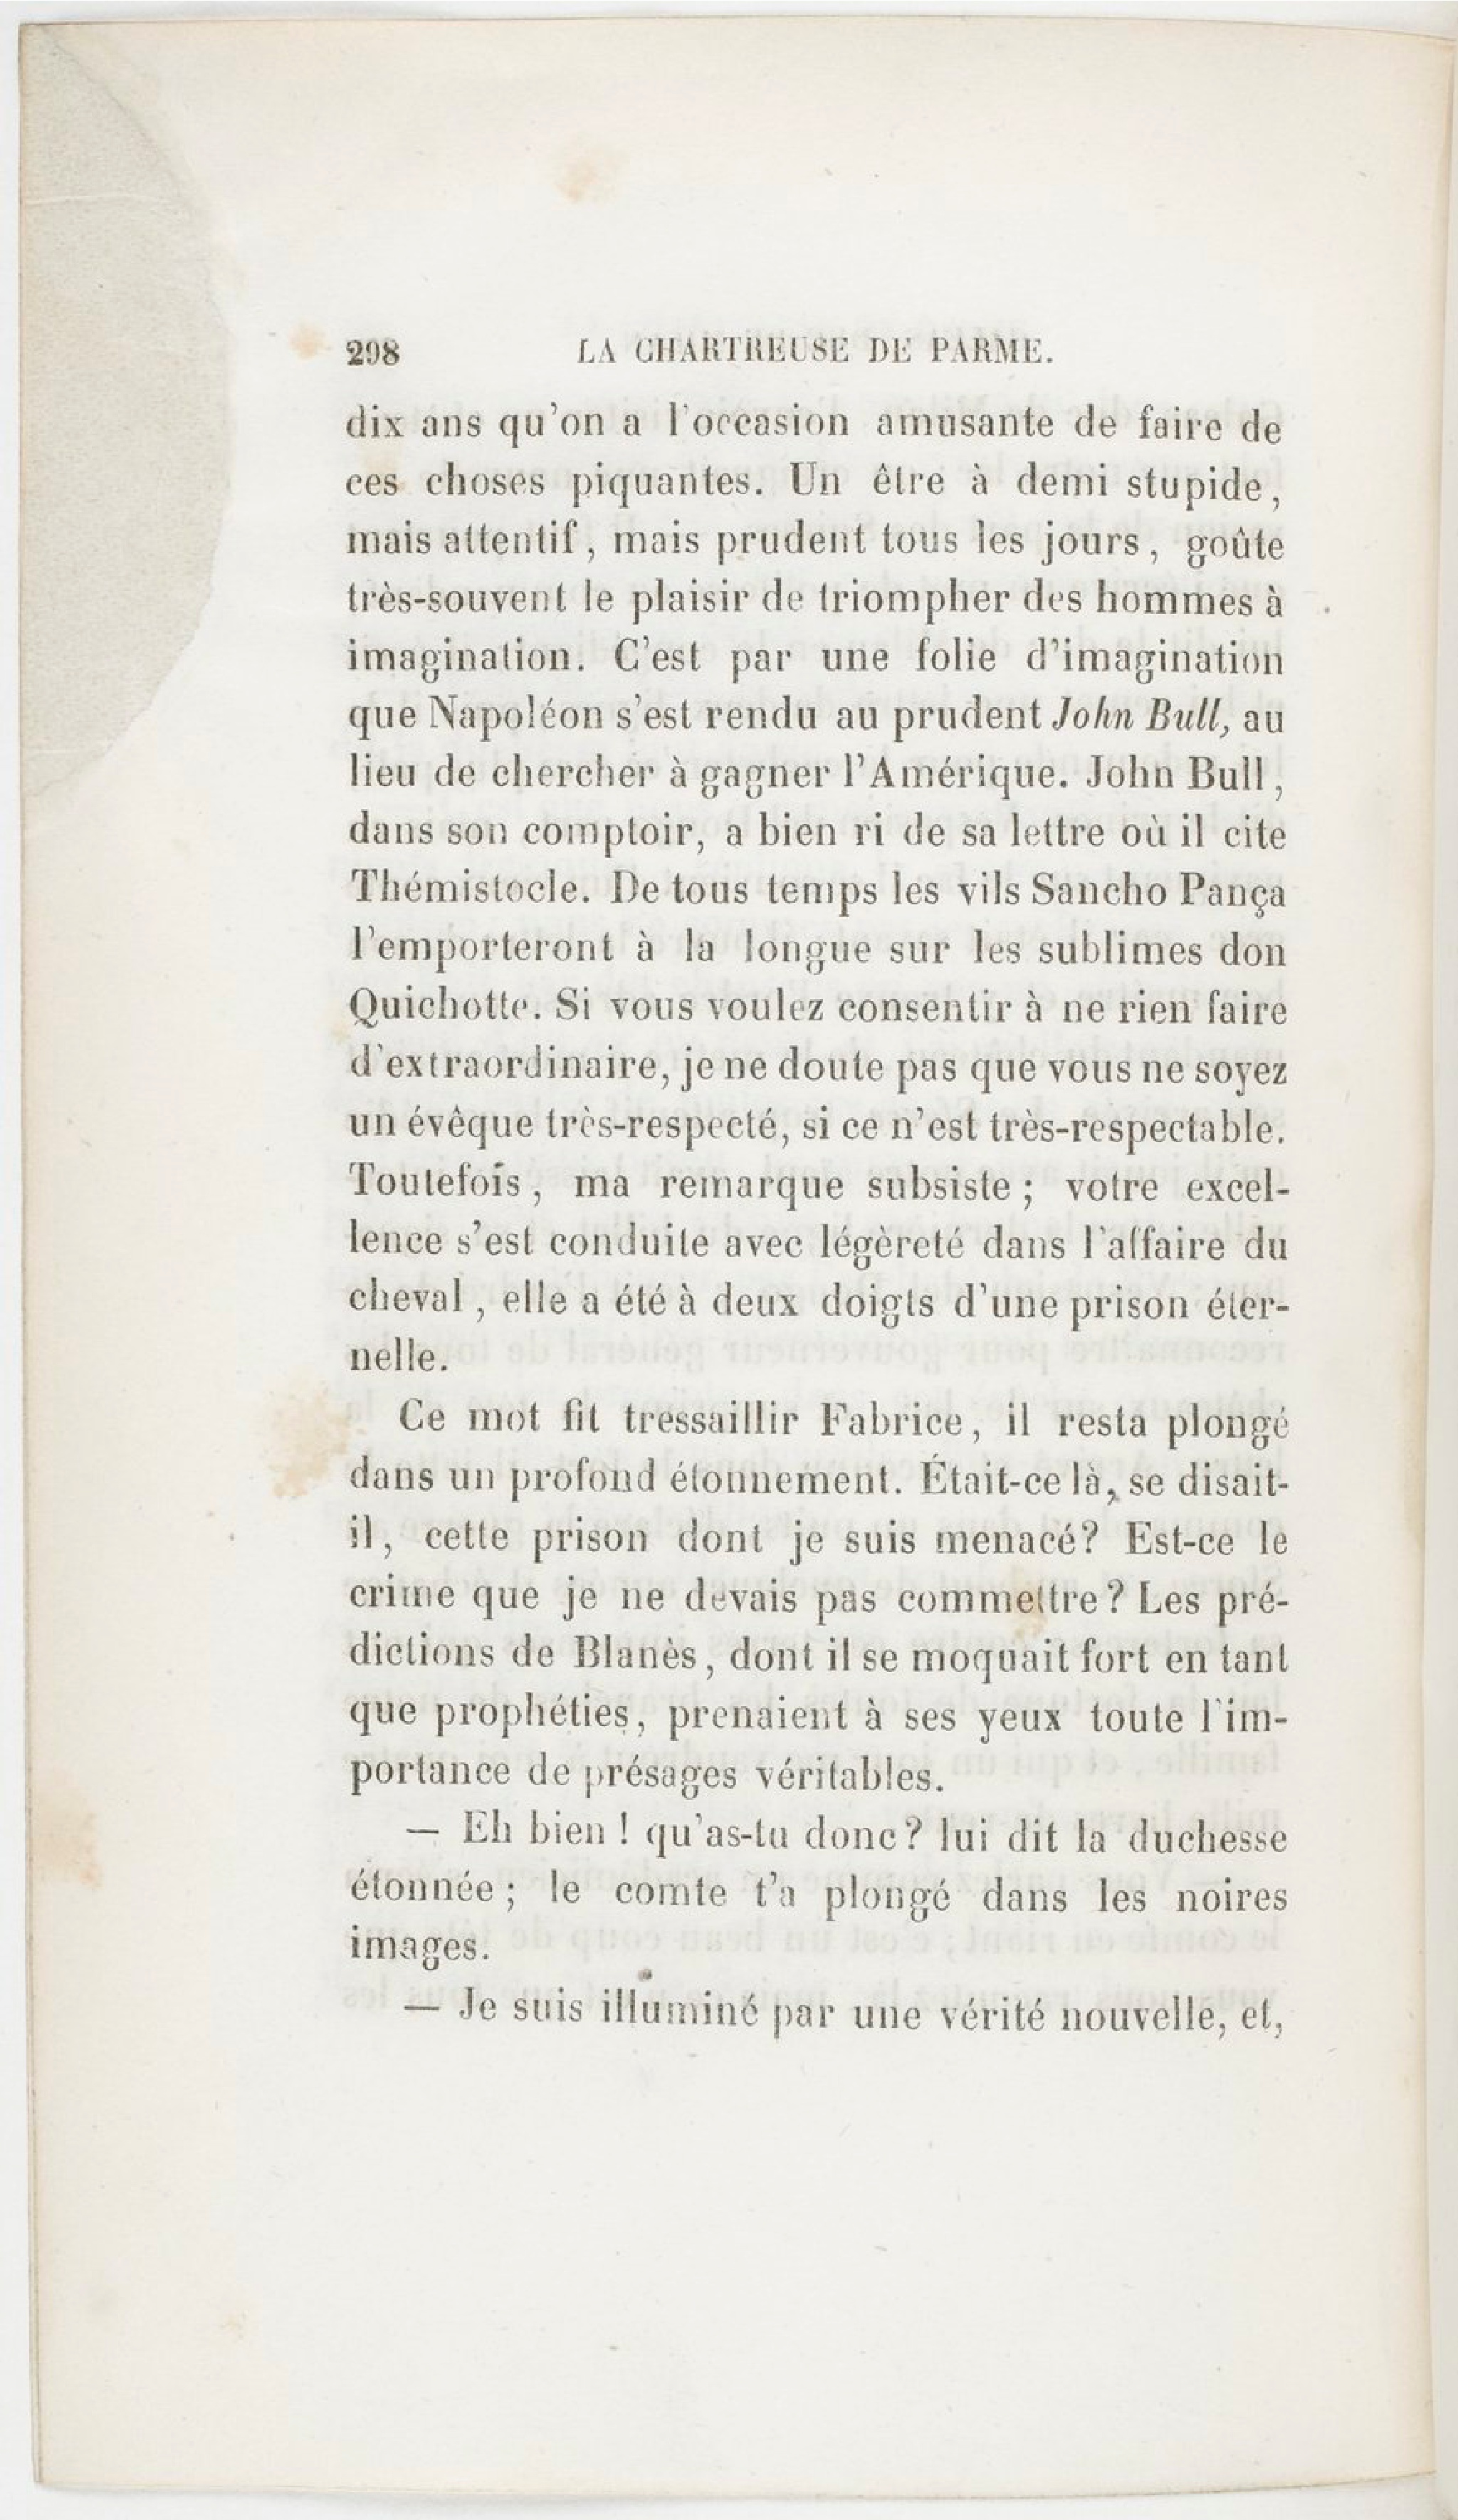 298 LA CHARTREUSE DE PARME.
dix ans qu'on a l'occasion amusante de faire de
ces choses piquantes. Un être à demi stupide,
mais attentif, mais prudent tous les jours, goûte
très-souvent le plaisir de triompher des hommes à
imagination. C'est par une folie d'imagination
que Napoléon s'est rendu au prudent John Bull, au
lieu de chercher à gagner l'Amérique. John Bull,
dans son comptoir, a bien ri de sa lettre où il cite
Thémistocle. De tous temps les vils Sancho Pança
l'emporteront à la longue sur les sublimes don
Quichotte. Si vous voulez consentir à ne rien faire
d'extraordinaire, je ne doute pas que vous ne soyez
un évêque très-respecté, si ce n'est très-respectable.
Toutefois, ma remarque subsiste; votre excel-
lence s'est conduite avec légèreté dans l'affaire du
cheval, elle a été à deux doigts d'une prison éter-
nelle.
Ce mot fit tressaillir Fabrice, il resta plongé
dans un profond étonnement. Était-ce là, se disait-
il, cette prison dont je suis menacé? Est-ce le
crime que je ne devais pas commettre? Les pré-
dictions de Blanès, dont il se moquait fort en tant
que prophéties, prenaient à ses yeux toute l'im-
portance de présages véritables.
— Eh bien! qu'as-tu donc? lui dit la duchesse
étonnée; le comte t'a plongé dans les noires
images.
— Je suis illuminé par une vérité nouvelle, et,